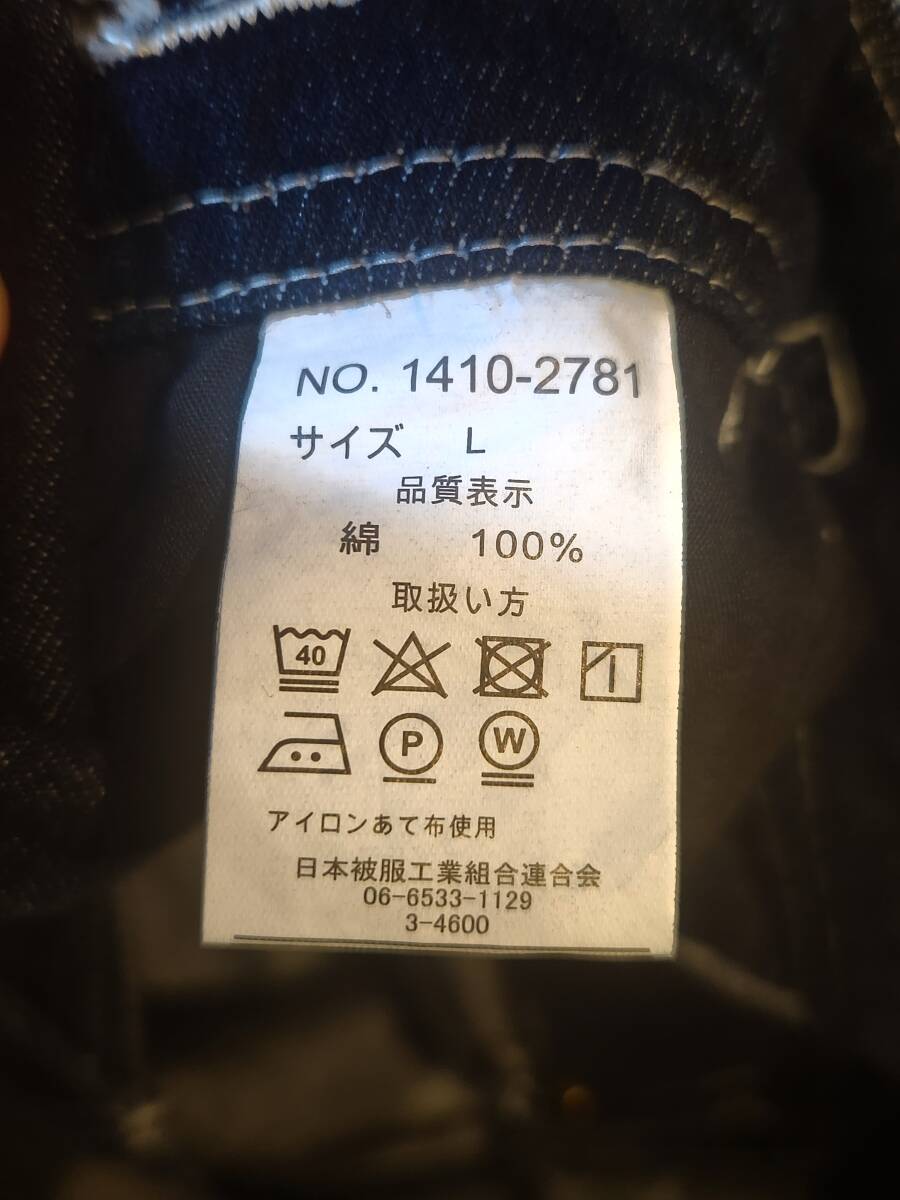 NO. 1410-2781
サイズ L
品質表示
綿 100%
取扱い方
40
P W
アイロンあて布使用
日本被服工業組合連合会
06-6533-1129
3-4600